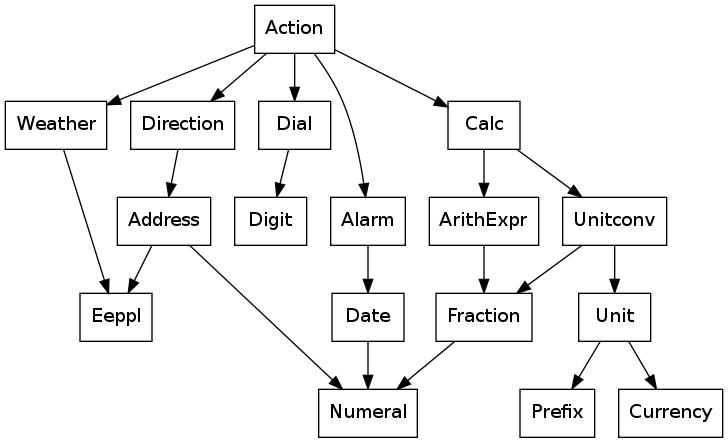 Action
Weather
Direction
Dial
Calc
Address
Digit
Alarm
ArithExpr
Unitconv
Eeppl
Date
Fraction
Unit
Numeral
Prefix
Currency